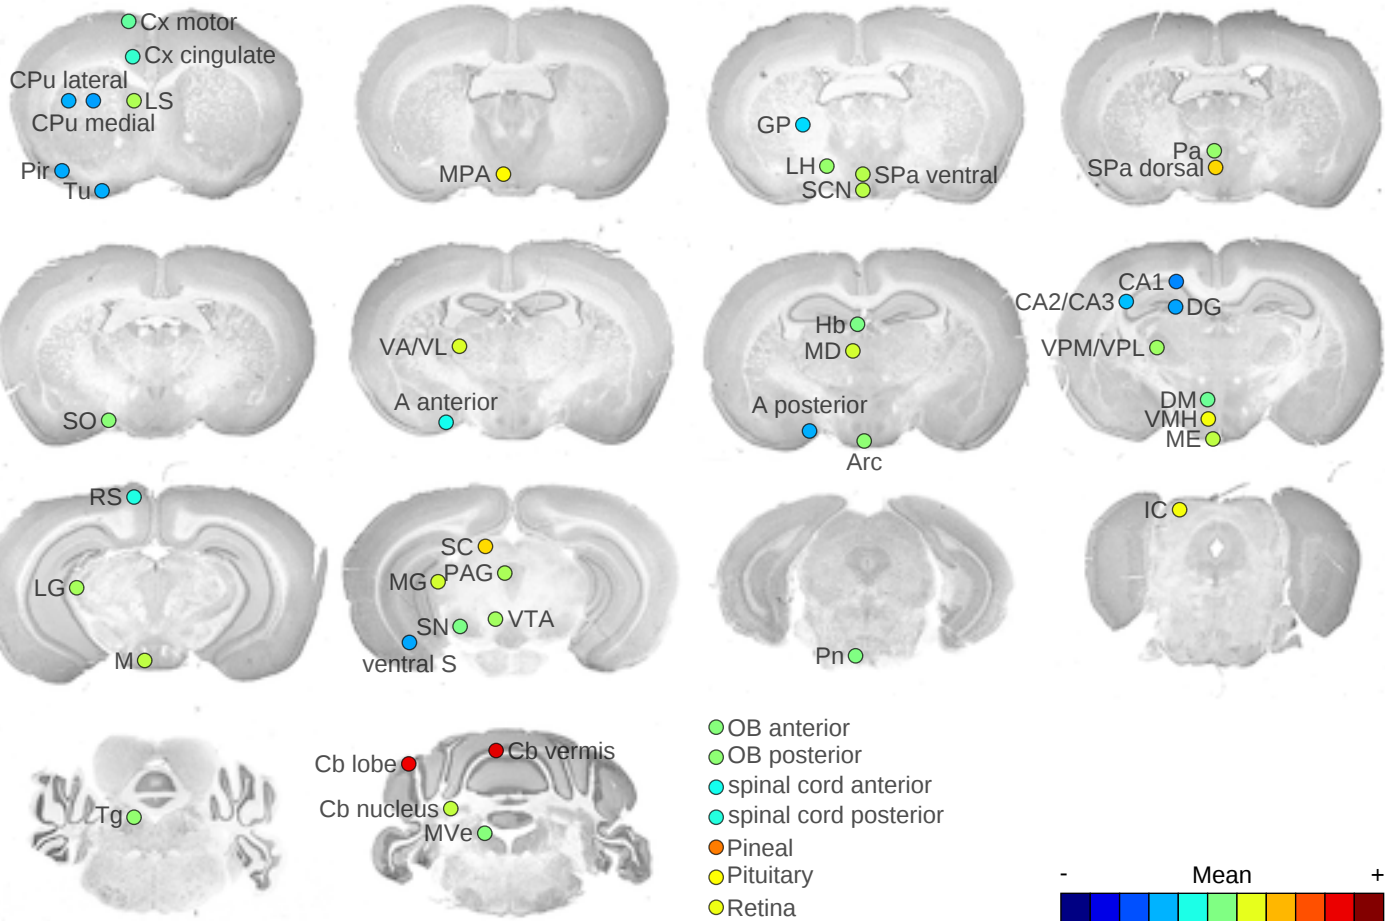 Cx motor
Cx cingulate
CPu lateral
LS
CPu medial
Pir
Tu
MPA
GP
LH
SPa ventral
SCN
Pa
SPa dorsal
SO
VA/VL
A anterior
Hb
MD
A posterior
Arc
CA1
CA2/CA3
DG
VPM/VPL
DM
VMH
ME
RS
LG
M
SC
MG
PAG
SN
VTA
ventral S
Pn
IC
Tg
Cb lobe
Cb vermis
Cb nucleus
MVe
OB anterior
OB posterior
spinal cord anterior
spinal cord posterior
Pineal
Pituitary
Retina
- Mean +